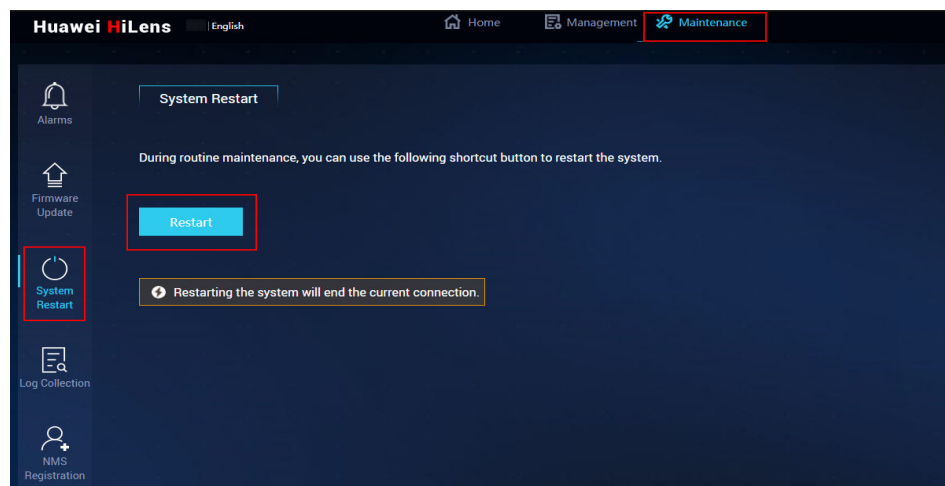 Huawei HiLens | English Home Management Maintenance
Alarms
Firmware
Update
System
Restart
Log Collection
NMS
Registration
System Restart
During routine maintenance, you can use the following shortcut button to restart the system.
Restart
Restarting the system will end the current connection.